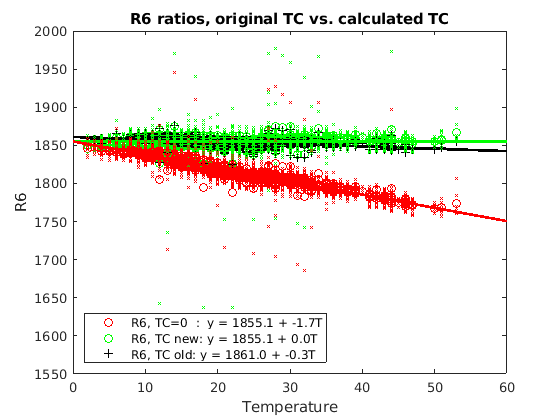 R6 ratios, original TC vs. calculated TC
2000
1950
1900
1850
1800
1750
1700
1650
1600
1550
R6
R6, TC=0  :  y = 1855.1 + -1.7T
R6, TC new: y = 1855.1 + 0.0T
R6, TC old: y = 1861.0 + -0.3T
0 10 20 30 40 50 60
Temperature